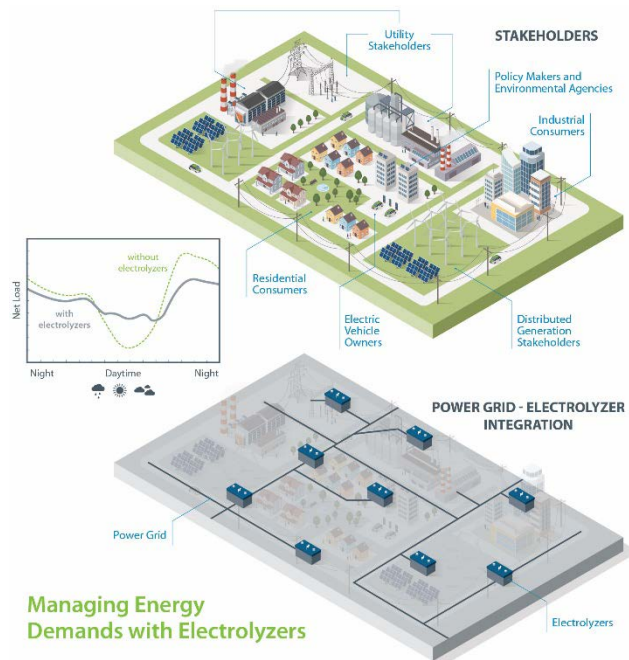 Utility
Stakeholders
STAKEHOLDERS
Policy Makers and
Environmental Agencies
Industrial
Consumers
without
electrolyzers
with
electrolyzers
Net Load
Night
Daytime
Night
Residential
Consumers
Electric
Vehicle
Owners
Distributed
Generation
Stakeholders
POWER GRID - ELECTROLYZER
INTEGRATION
Power Grid
Electrolyzers
Managing Energy
Demands with Electrolyzers